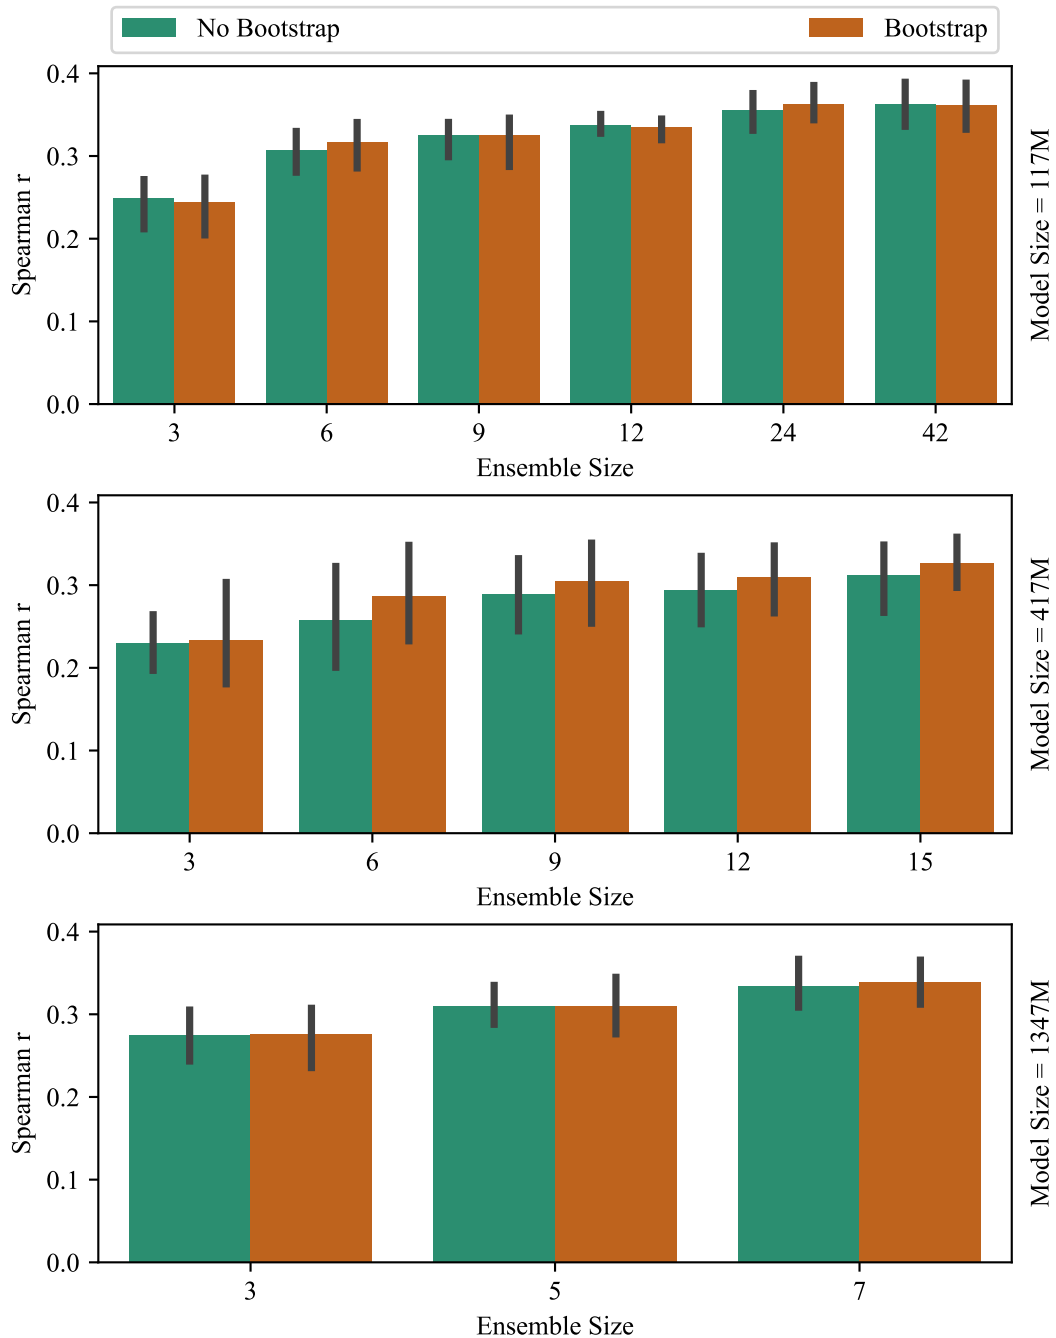 No Bootstrap Bootstrap
0.4
0.3
0.2
0.1
0.0
Spearman r
Model Size = 117M
3 6 9 12 24 42
Ensemble Size
0.4
0.3
0.2
0.1
0.0
Spearman r
Model Size = 417M
3 6 9 12 15
Ensemble Size
0.4
0.3
0.2
0.1
0.0
Spearman r
Model Size = 1347M
3 5 7
Ensemble Size